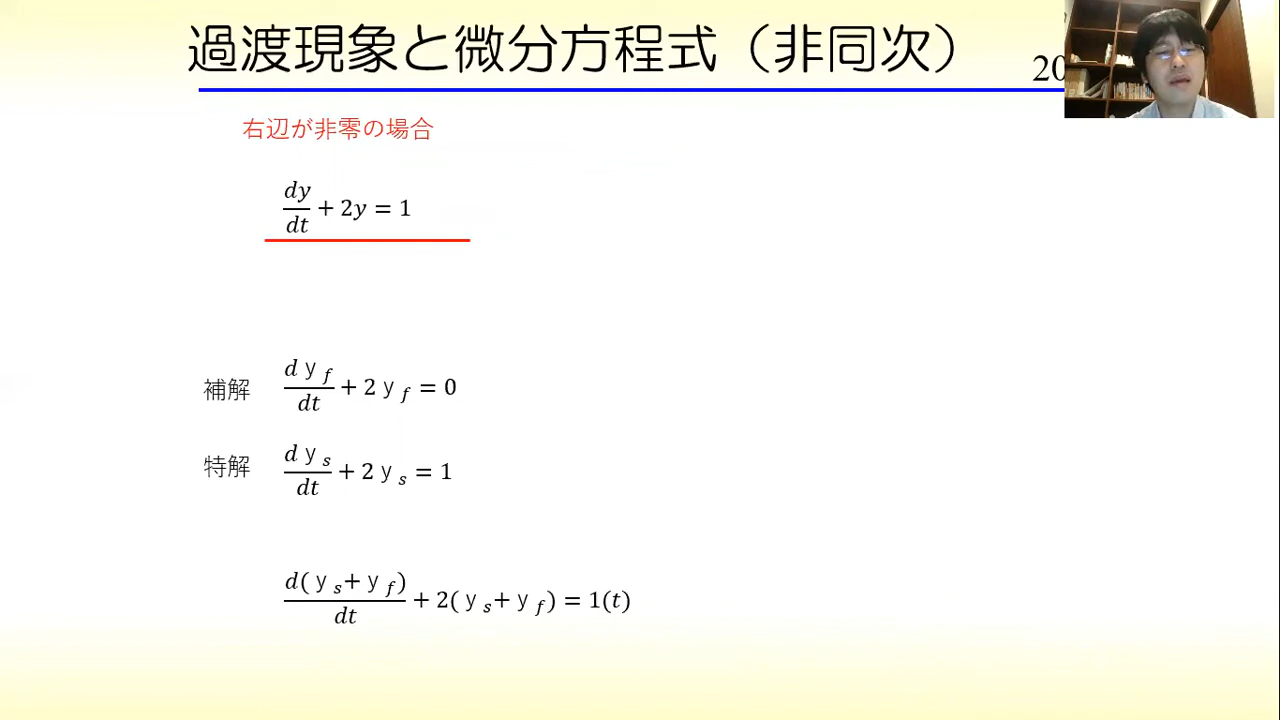 過渡現象と微分方程式（非同次）
20
右辺が非零の場合
dy/dt + 2y = 1
補解 d y_f/dt + 2 y_f = 0
特解 d y_s/dt + 2 y_s = 1
d( y_s+ y_f)/dt + 2( y_s+ y_f) = 1(t)